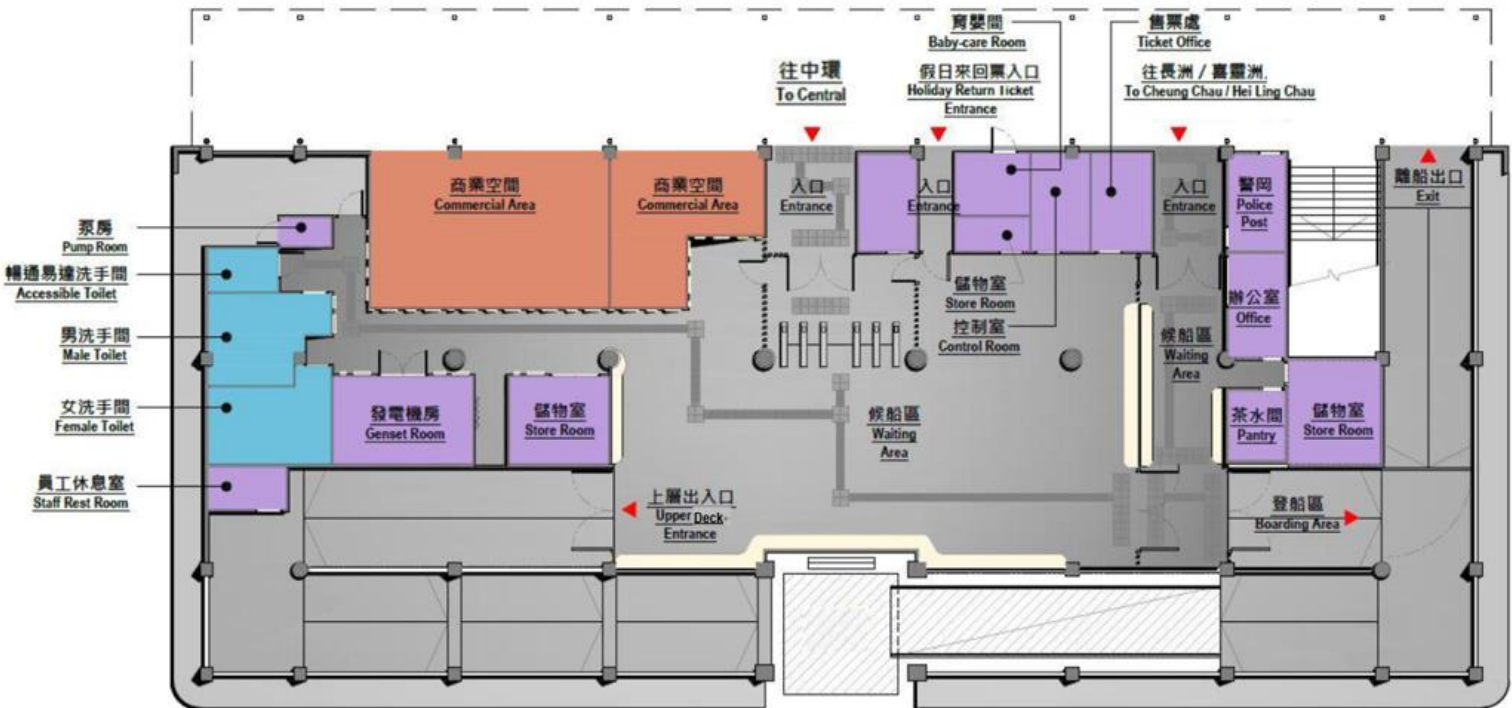 育嬰間
Baby-care Room
售票處
Ticket Office
往中環
To Central
假日來回票入口
Holiday Return Ticket
Entrance
往長洲 / 喜靈洲
To Cheung Chau / Hei Ling Chau
商業空間
Commercial Area
商業空間
Commercial Area
入口
Entrance
入口
Entrance
入口
Entrance
警岡
Police
Post
離船出口
Exit
泵房
Pump Room
暢通易達洗手間
Accessible Toilet
男洗手間
Male Toilet
女洗手間
Female Toilet
員工休息室
Staff Rest Room
儲物室
Store Room
控制室
Control Room
辦公室
Office
候船區
Waiting
Area
發電機房
Genset Room
儲物室
Store Room
候船區
Waiting
Area
茶水間
Pantry
儲物室
Store Room
上層出入口
Upper Deck
Entrance
登船區
Boarding Area